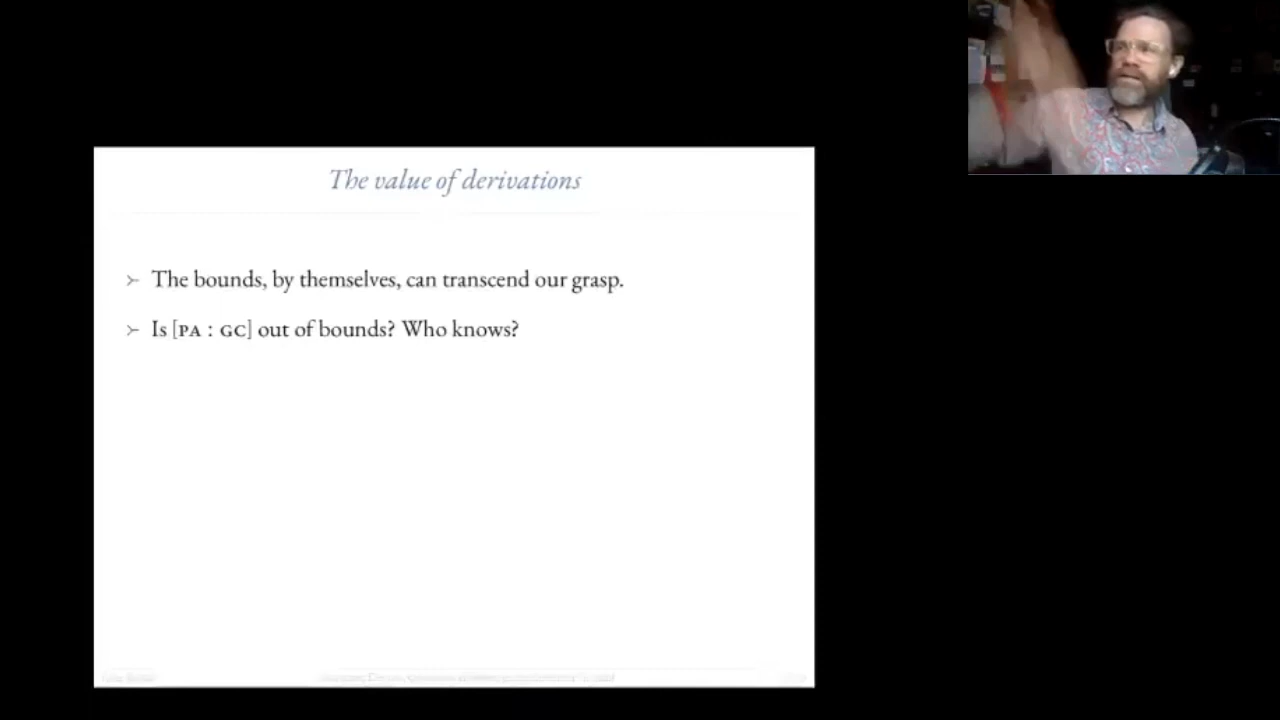 The value of derivations
≻ The bounds, by themselves, can transcend our grasp.
≻ Is [PA : GC] out of bounds? Who knows?